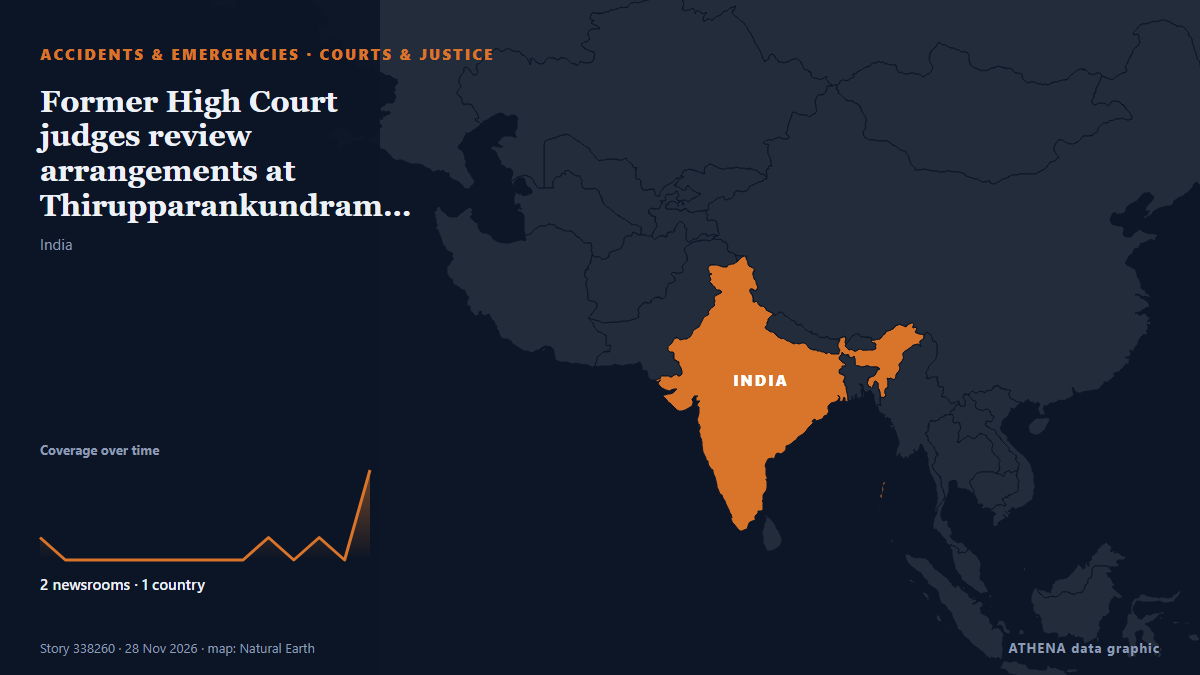 ACCIDENTS & EMERGENCIES · COURTS & JUSTICE
Former High Court
judges review
arrangements at
Thirupparankundram...
India
INDIA
Coverage over time
2 newsrooms · 1 country
Story 338260 · 28 Nov 2026 · map: Natural Earth
ATHENA data graphic